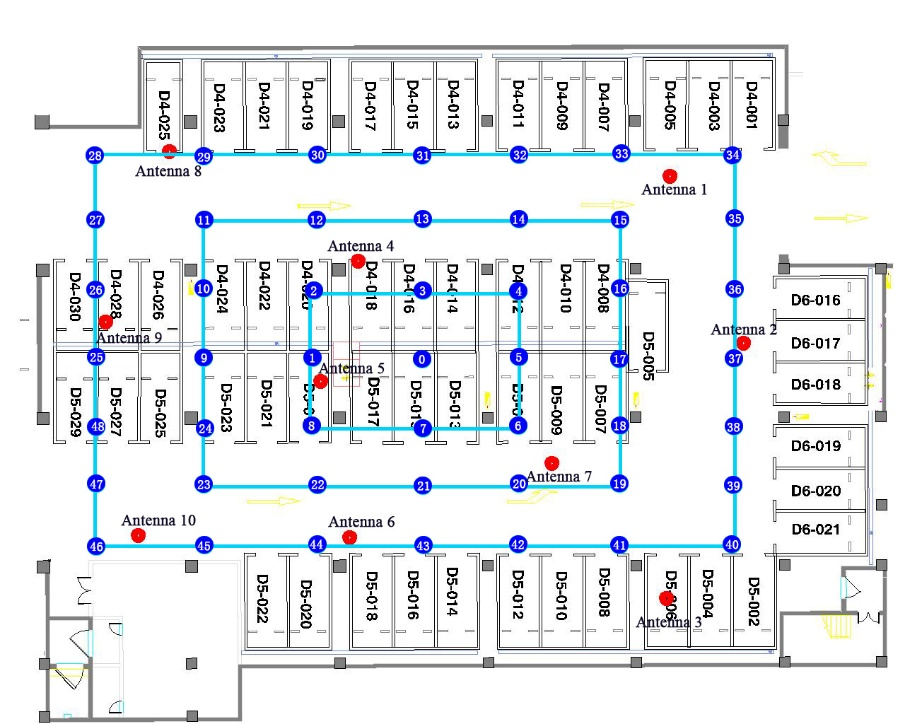 D4-025
D4-023
D4-021
D4-019
D4-017
D4-015
D4-013
D4-011
D4-009
D4-007
D4-005
D4-003
D4-001
28
29
30
31
32
33
34
Antenna 8
Antenna 1
27
11
12
13
14
15
35
Antenna 4
D4-030
D4-028
D4-026
D4-024
D4-022
D4-018
D4-016
D4-014
D4-010
D4-008
26
10
2
3
4
16
36
D6-016
Antenna 9
Antenna 2
D5-005
D6-017
25
9
1
0
5
17
37
Antenna 5
D6-018
D5-029
D5-027
D5-025
D5-023
D5-021
D5-017
D5-009
D5-007
48
24
8
7
6
18
38
D6-019
Antenna 7
47
23
22
21
20
19
39
D6-020
Antenna 10
Antenna 6
D6-021
46
45
44
43
42
41
40
D5-022
D5-020
D5-018
D5-016
D5-014
D5-012
D5-010
D5-008
D5-006
D5-004
D5-002
Antenna 3